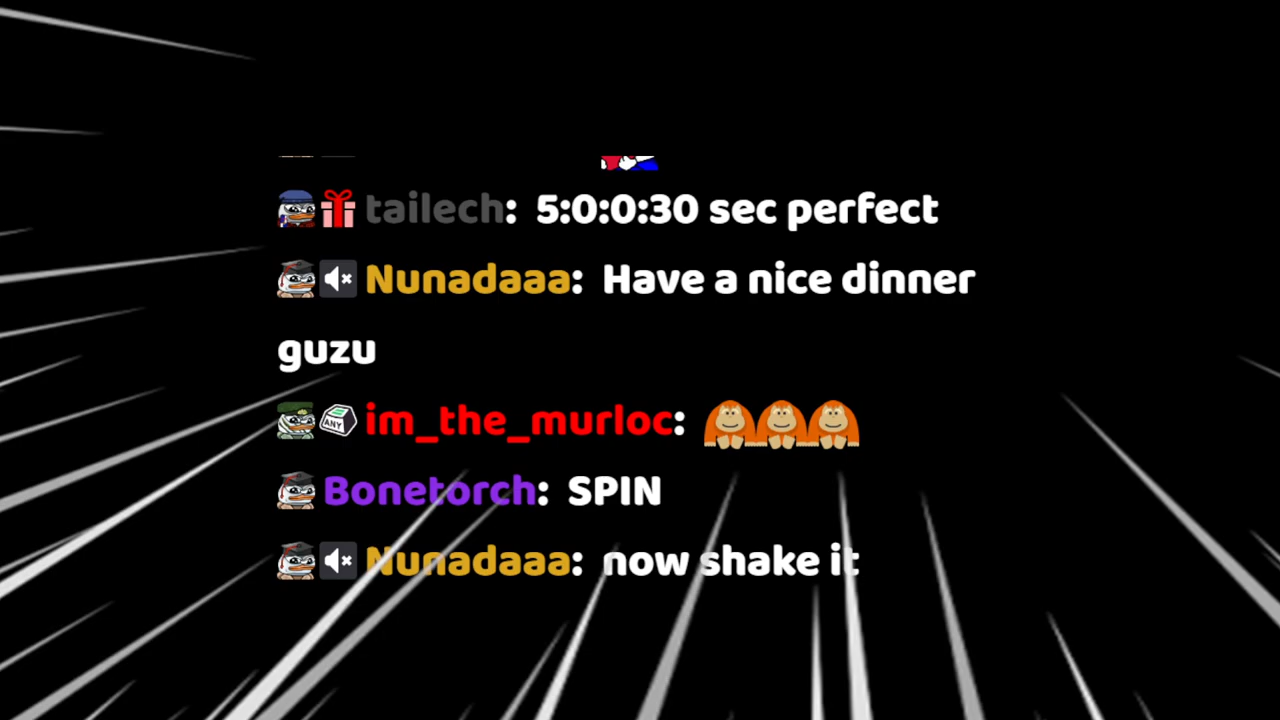 tailech: 5:0:0:30 sec perfect
Nunadaaa: Have a nice dinner
guzu
ANY im_the_murloc:
Bonetorch: SPIN
Nunadaaa: now shake it